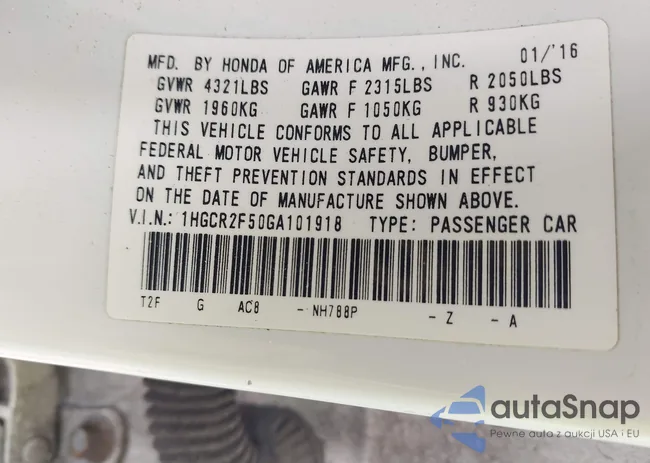 MFD. BY HONDA OF AMERICA MFG., INC. 01/'16
GVWR 4321LBS GAWR F 2315LBS R 2050LBS
GVWR 1960KG GAWR F 1050KG R 930KG
THIS VEHICLE CONFORMS TO ALL APPLICABLE
FEDERAL MOTOR VEHICLE SAFETY, BUMPER,
AND THEFT PREVENTION STANDARDS IN EFFECT
ON THE DATE OF MANUFACTURE SHOWN ABOVE.
V.I.N.: 1HGCR2F50GA101918 TYPE: PASSENGER CAR
T2F G AC8 - NH788P - Z - A
autaSnap
Pewne auta z aukcji USA i EU